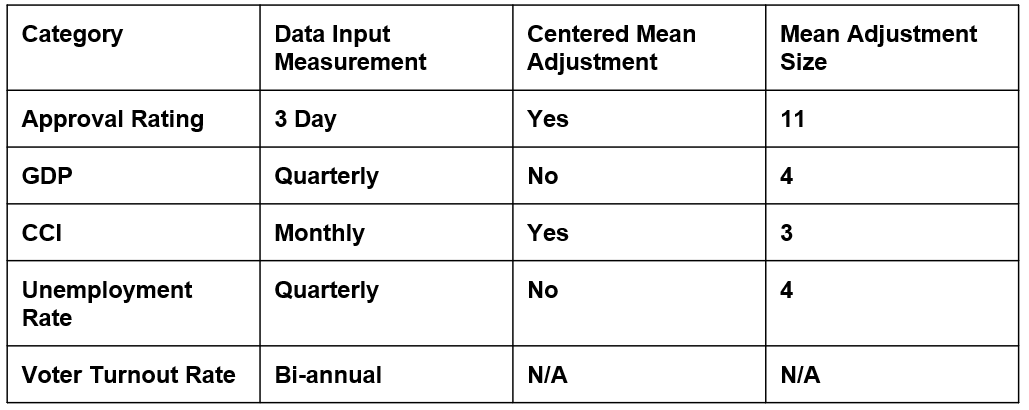 Category
Data Input
Measurement
Centered Mean
Adjustment
Mean Adjustment
Size
Approval Rating
3 Day
Yes
11
GDP
Quarterly
No
4
CCI
Monthly
Yes
3
Unemployment
Rate
Quarterly
No
4
Voter Turnout Rate
Bi-annual
N/A
N/A